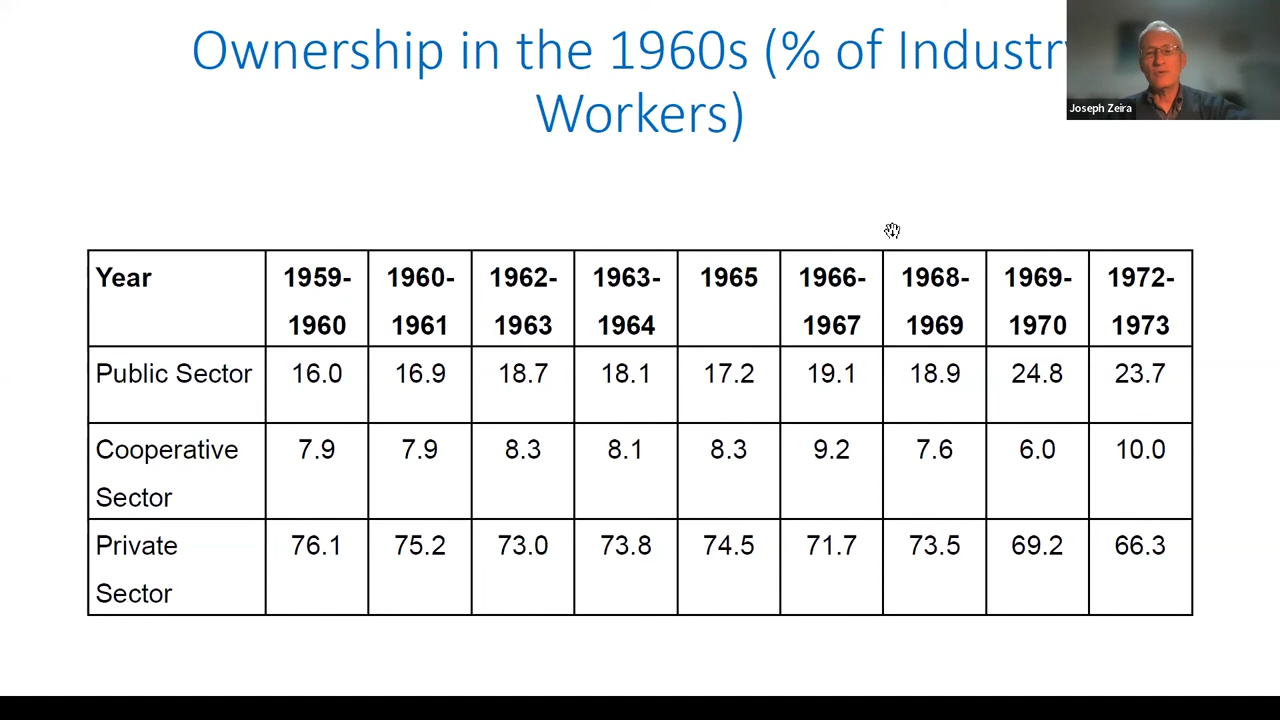 Ownership in the 1960s (% of Industry
Workers)
Joseph Zeira
Year 1959- 1960- 1962- 1963- 1965 1966- 1968- 1969- 1972-
1960 1961 1963 1964 1967 1969 1970 1973
Public Sector 16.0 16.9 18.7 18.1 17.2 19.1 18.9 24.8 23.7
Cooperative 7.9 7.9 8.3 8.1 8.3 9.2 7.6 6.0 10.0
Sector
Private 76.1 75.2 73.0 73.8 74.5 71.7 73.5 69.2 66.3
Sector